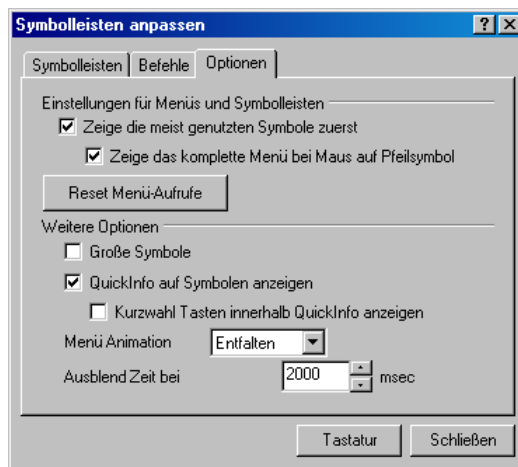 Symbolleisten anpassen
Symbolleisten Befehle Optionen
Einstellungen für Menüs und Symbolleisten
Zeige die meist genutzten Symbole zuerst
Zeige das komplette Menü bei Maus auf Pfeilsymbol
Reset Menü-Aufrufe
Weitere Optionen
Große Symbole
QuickInfo auf Symbolen anzeigen
Kurzwahl Tasten innerhalb QuickInfo anzeigen
Menü Animation Entfalten
Ausblend Zeit bei 2000 msec
Tastatur Schließen